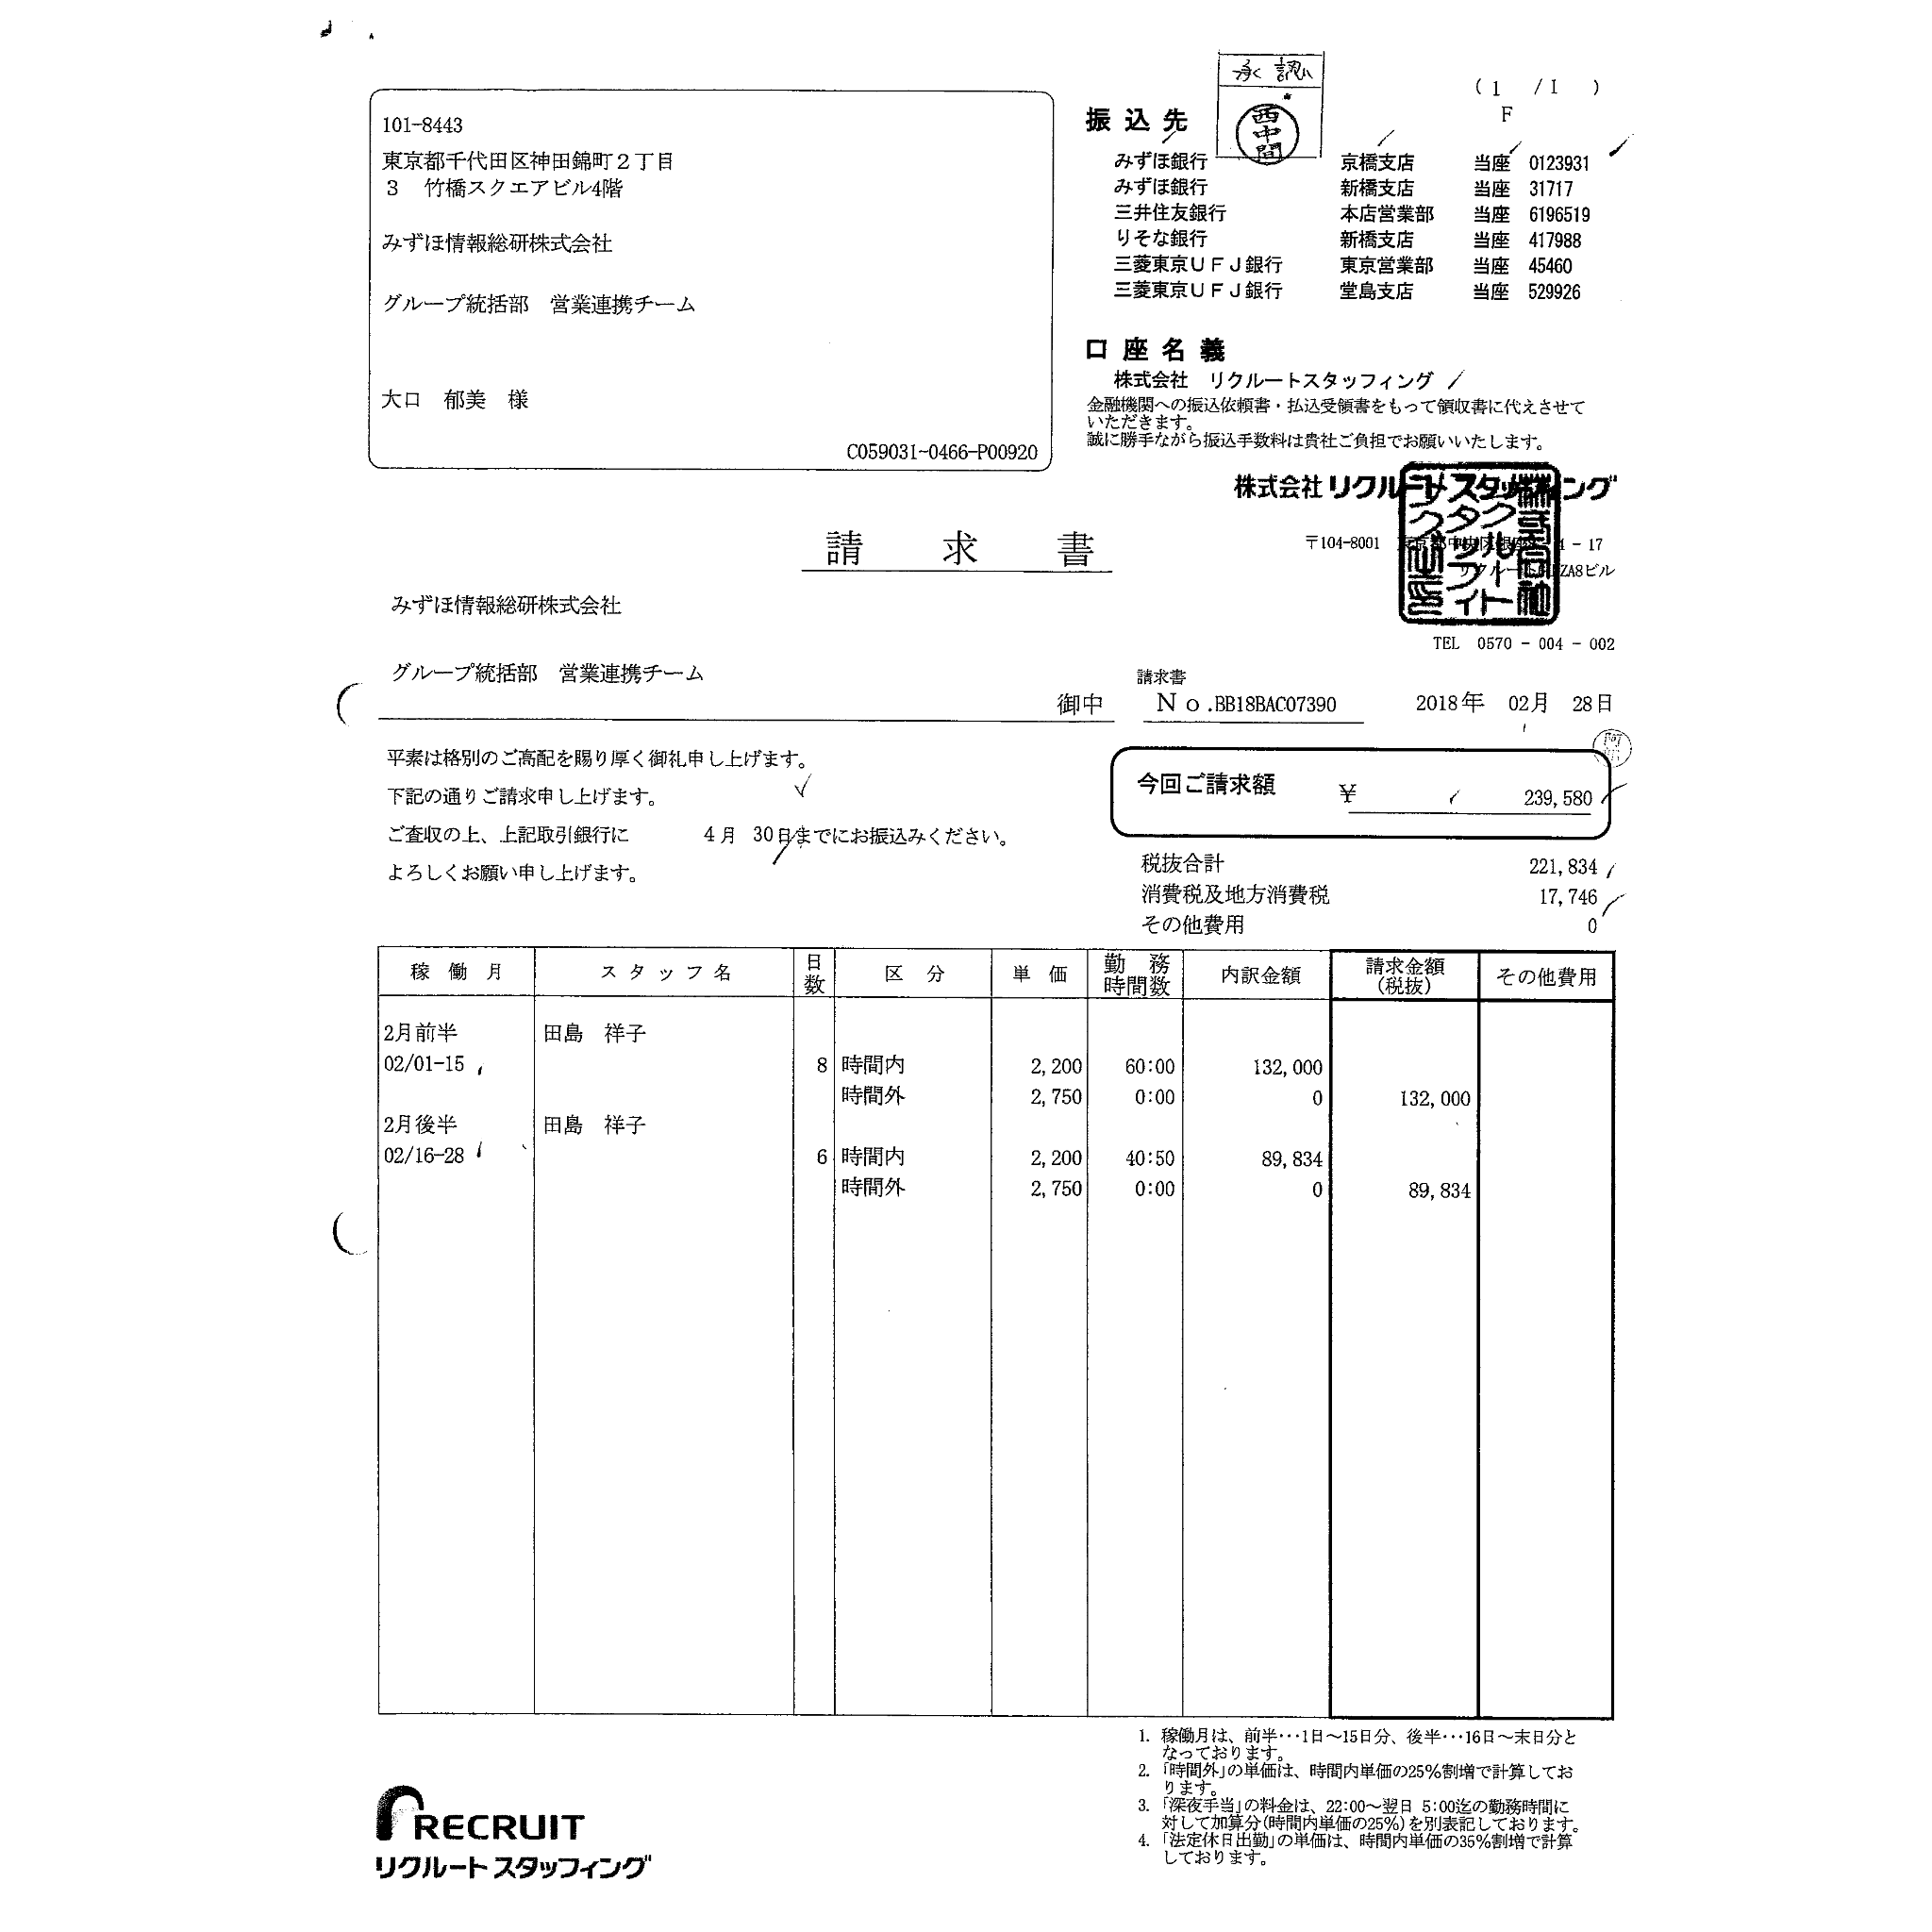 承認
西中間
(1 /1 )
F
101-8443
東京都千代田区神田錦町2丁目
3 竹橋スクエアビル4階
みずほ情報総研株式会社
グループ統括部 営業連携チーム
大口 郁美 様
C059031-0466-P00920
振込先
みずほ銀行 京橋支店 当座 0123931
みずほ銀行 新橋支店 当座 31717
三井住友銀行 本店営業部 当座 6196519
りそな銀行 新橋支店 当座 417988
三菱東京UFJ銀行 東京営業部 当座 45460
三菱東京UFJ銀行 堂島支店 当座 529926
口座名義
株式会社 リクルートスタッフィング
金融機関への振込依頼書・払込受領書をもって領収書に代えさせて
いただきます。
誠に勝手ながら振込手数料は貴社ご負担でお願いいたします。
株式会社リクルートスタッフィング
〒104-8001 東京都中央区銀座 4-17
リクルート ZA8ビル
TEL 0570-004-002
請求書
みずほ情報総研株式会社
グループ統括部 営業連携チーム
御中
請求書
No.BB18BAC07390 2018年 02月 28日
平素は格別のご高配を賜り厚く御礼申し上げます。
下記の通りご請求申し上げます。
ご査収の上、上記取引銀行に 4月 30日までにお振込みください。
よろしくお願い申し上げます。
今回ご請求額 ¥ 239,580
税抜合計 221,834
消費税及地方消費税 17,746
その他費用 0
稼働月 スタッフ名 日数 区分 単価 勤務時間数 内訳金額 請求金額(税抜) その他費用
2月前半 田島 祥子
02/01-15 8 時間内 2,200 60:00 132,000
時間外 2,750 0:00 0 132,000
2月後半 田島 祥子
02/16-28 6 時間内 2,200 40:50 89,834
時間外 2,750 0:00 0 89,834
1. 稼働月は、前半･･･1日～15日分、後半･･･16日～末日分と
なっております。
2. 「時間外」の単価は、時間内単価の25%割増で計算してお
ります。
3. 「深夜手当」の料金は、22:00～翌日 5:00迄の勤務時間に
対して加算分(時間内単価の25%)を別表記しております。
4. 「法定休日出勤」の単価は、時間内単価の35%割増で計算
しております。
RECRUIT
リクルートスタッフィング